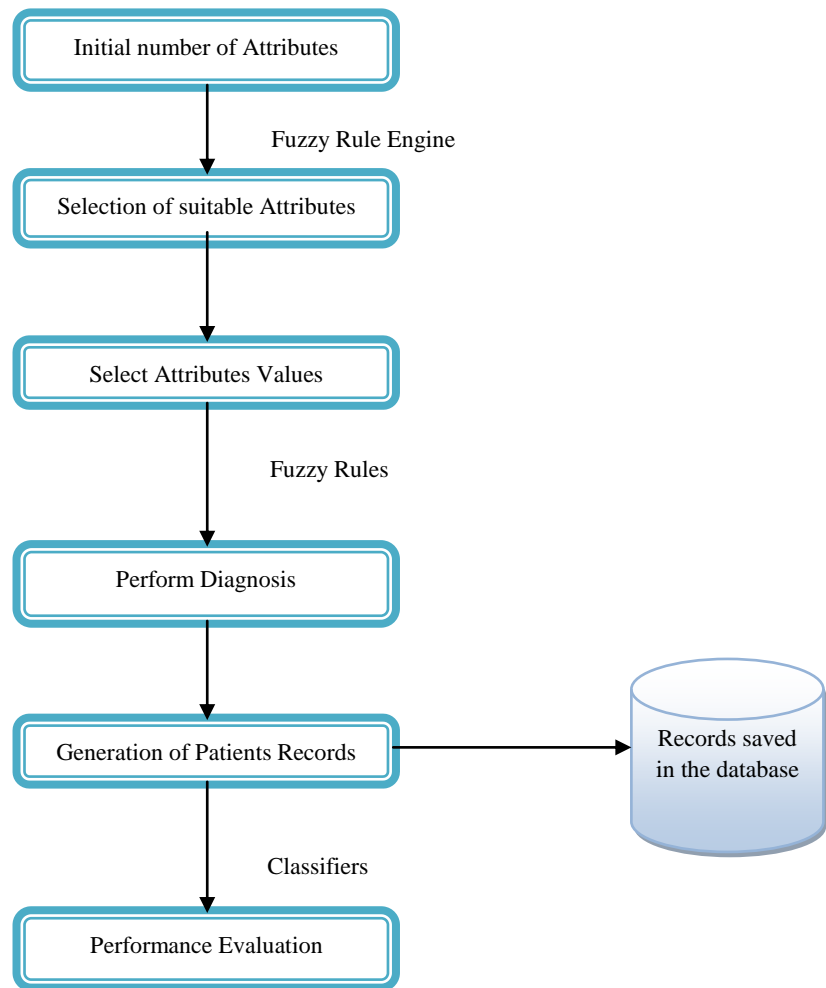 Initial number of Attributes
Fuzzy Rule Engine
Selection of suitable Attributes
Select Attributes Values
Fuzzy Rules
Perform Diagnosis
Generation of Patients Records
Records saved
in the database
Classifiers
Performance Evaluation